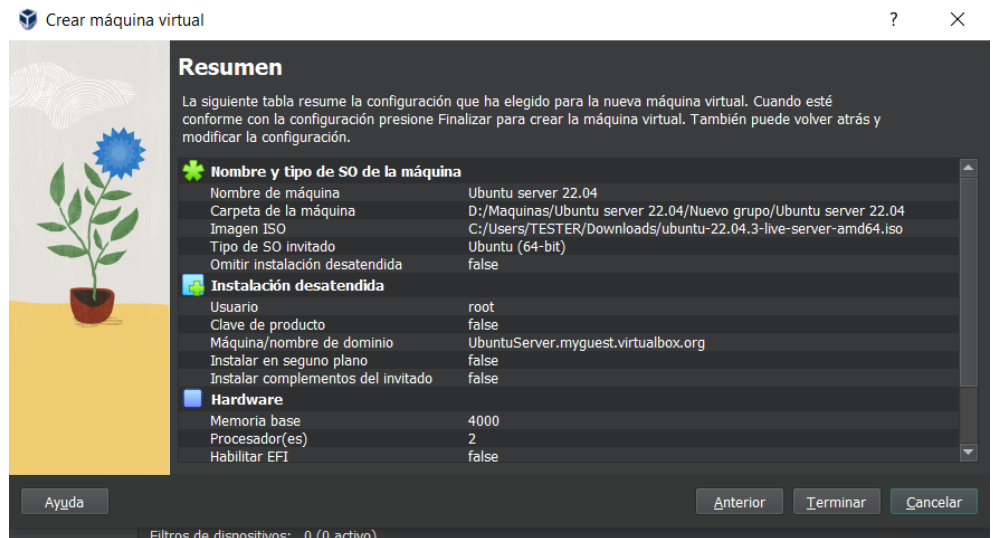 Crear máquina virtual
Resumen
La siguiente tabla resume la configuración que ha elegido para la nueva máquina virtual. Cuando esté
conforme con la configuración presione Finalizar para crear la máquina virtual. También puede volver atrás y
modificar la configuración.
Nombre y tipo de SO de la máquina
Nombre de máquina Ubuntu server 22.04
Carpeta de la máquina D:/Maquinas/Ubuntu server 22.04/Nuevo grupo/Ubuntu server 22.04
Imagen ISO C:/Users/TESTER/Downloads/ubuntu-22.04.3-live-server-amd64.iso
Tipo de SO invitado Ubuntu (64-bit)
Omitir instalación desatendida false
Instalación desatendida
Usuario root
Clave de producto false
Máquina/nombre de dominio UbuntuServer.myguest.virtualbox.org
Instalar en seguno plano false
Instalar complementos del invitado false
Hardware
Memoria base 4000
Procesador(es) 2
Habilitar EFI false
Ayuda Anterior Terminar Cancelar
Filtros de dispositivos: 0 (0 activo)